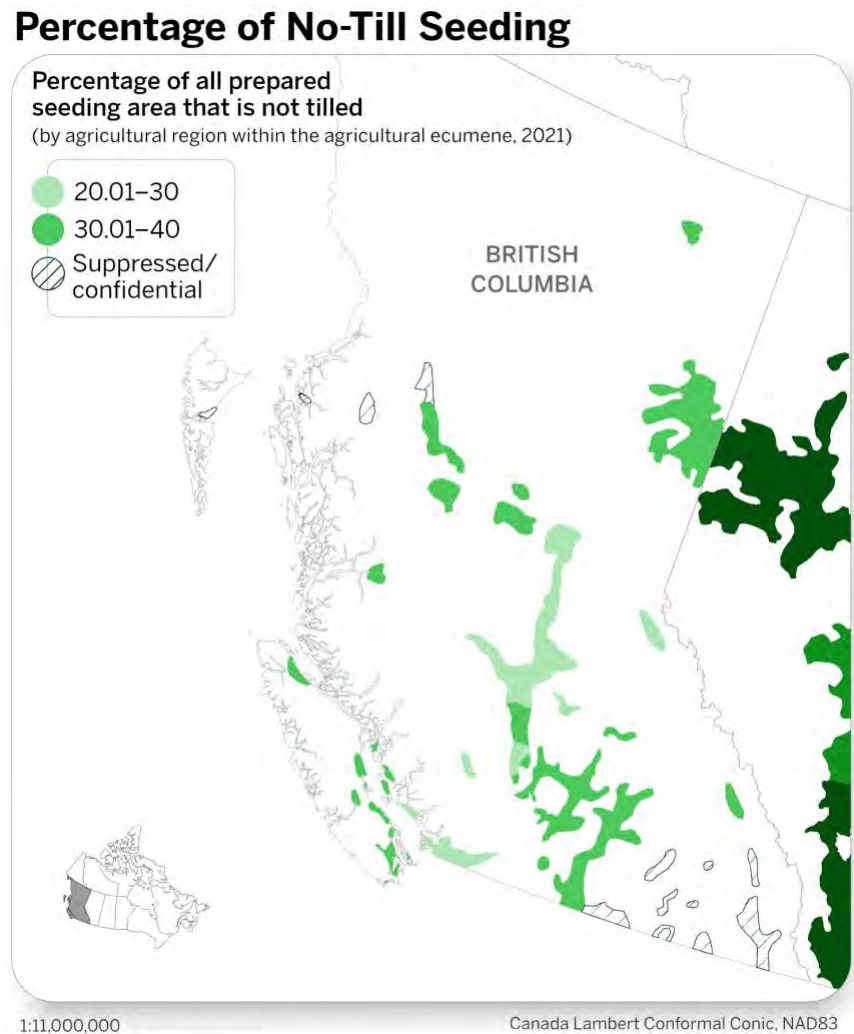 Percentage of No-Till Seeding
Percentage of all prepared
seeding area that is not tilled
(by agricultural region within the agricultural ecumene, 2021)
20.01–30
30.01–40
Suppressed/
confidential
BRITISH
COLUMBIA
1:11,000,000
Canada Lambert Conformal Conic, NAD83